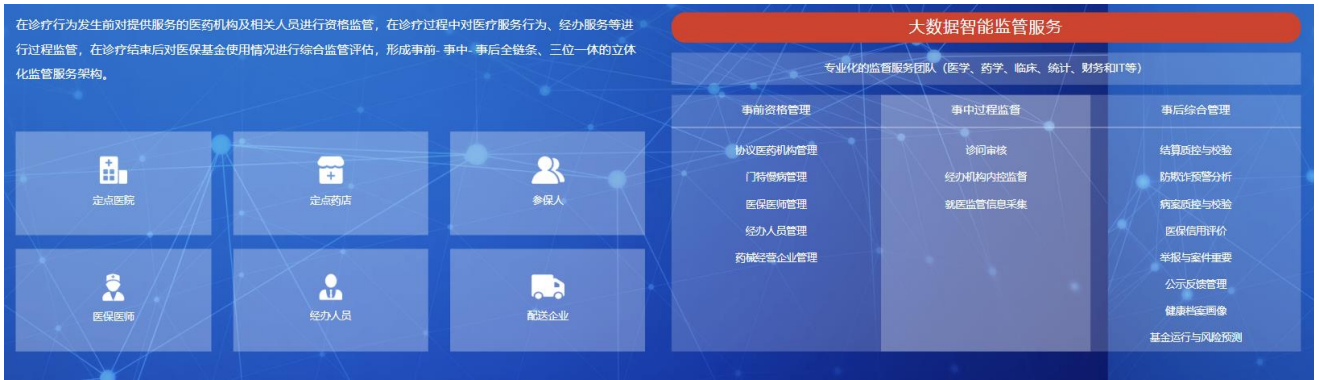 在诊疗行为发生前对提供服务的医药机构及相关人员进行资格监管，在诊疗过程中对医疗服务行为、经办服务等进
行过程监管，在诊疗结束后对医保基金使用情况进行综合监管评估，形成事前- 事中- 事后全链条、三位一体的立体
化监管服务架构。
定点医院
定点药店
参保人
医保医师
经办人员
配送企业
大数据智能监管服务
专业化的监督服务团队（医学、药学、临床、统计、财务和IT等）
事前资格管理
协议医药机构管理
门特慢病管理
医保医师管理
经办人员管理
药械经营企业管理
事中过程监督
诊间审核
经办机构内控监督
就医监管信息采集
事后综合管理
结算质控与校验
防欺诈预警分析
病案质控与校验
医保信用评价
举报与案件重要
公示反馈管理
健康档案画像
基金运行与风险预测